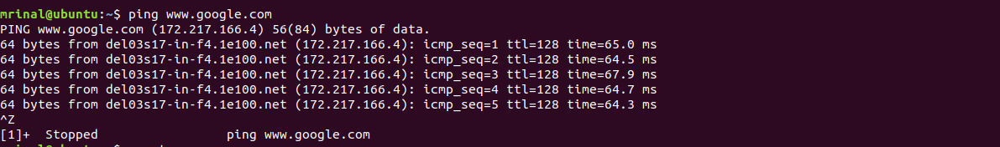 mrinal@ubuntu:~$ ping www.google.com
PING www.google.com (172.217.166.4) 56(84) bytes of data.
64 bytes from del03s17-in-f4.1e100.net (172.217.166.4): icmp_seq=1 ttl=128 time=65.0 ms
64 bytes from del03s17-in-f4.1e100.net (172.217.166.4): icmp_seq=2 ttl=128 time=64.5 ms
64 bytes from del03s17-in-f4.1e100.net (172.217.166.4): icmp_seq=3 ttl=128 time=67.9 ms
64 bytes from del03s17-in-f4.1e100.net (172.217.166.4): icmp_seq=4 ttl=128 time=64.7 ms
64 bytes from del03s17-in-f4.1e100.net (172.217.166.4): icmp_seq=5 ttl=128 time=64.3 ms
^Z
[1]+  Stopped                 ping www.google.com